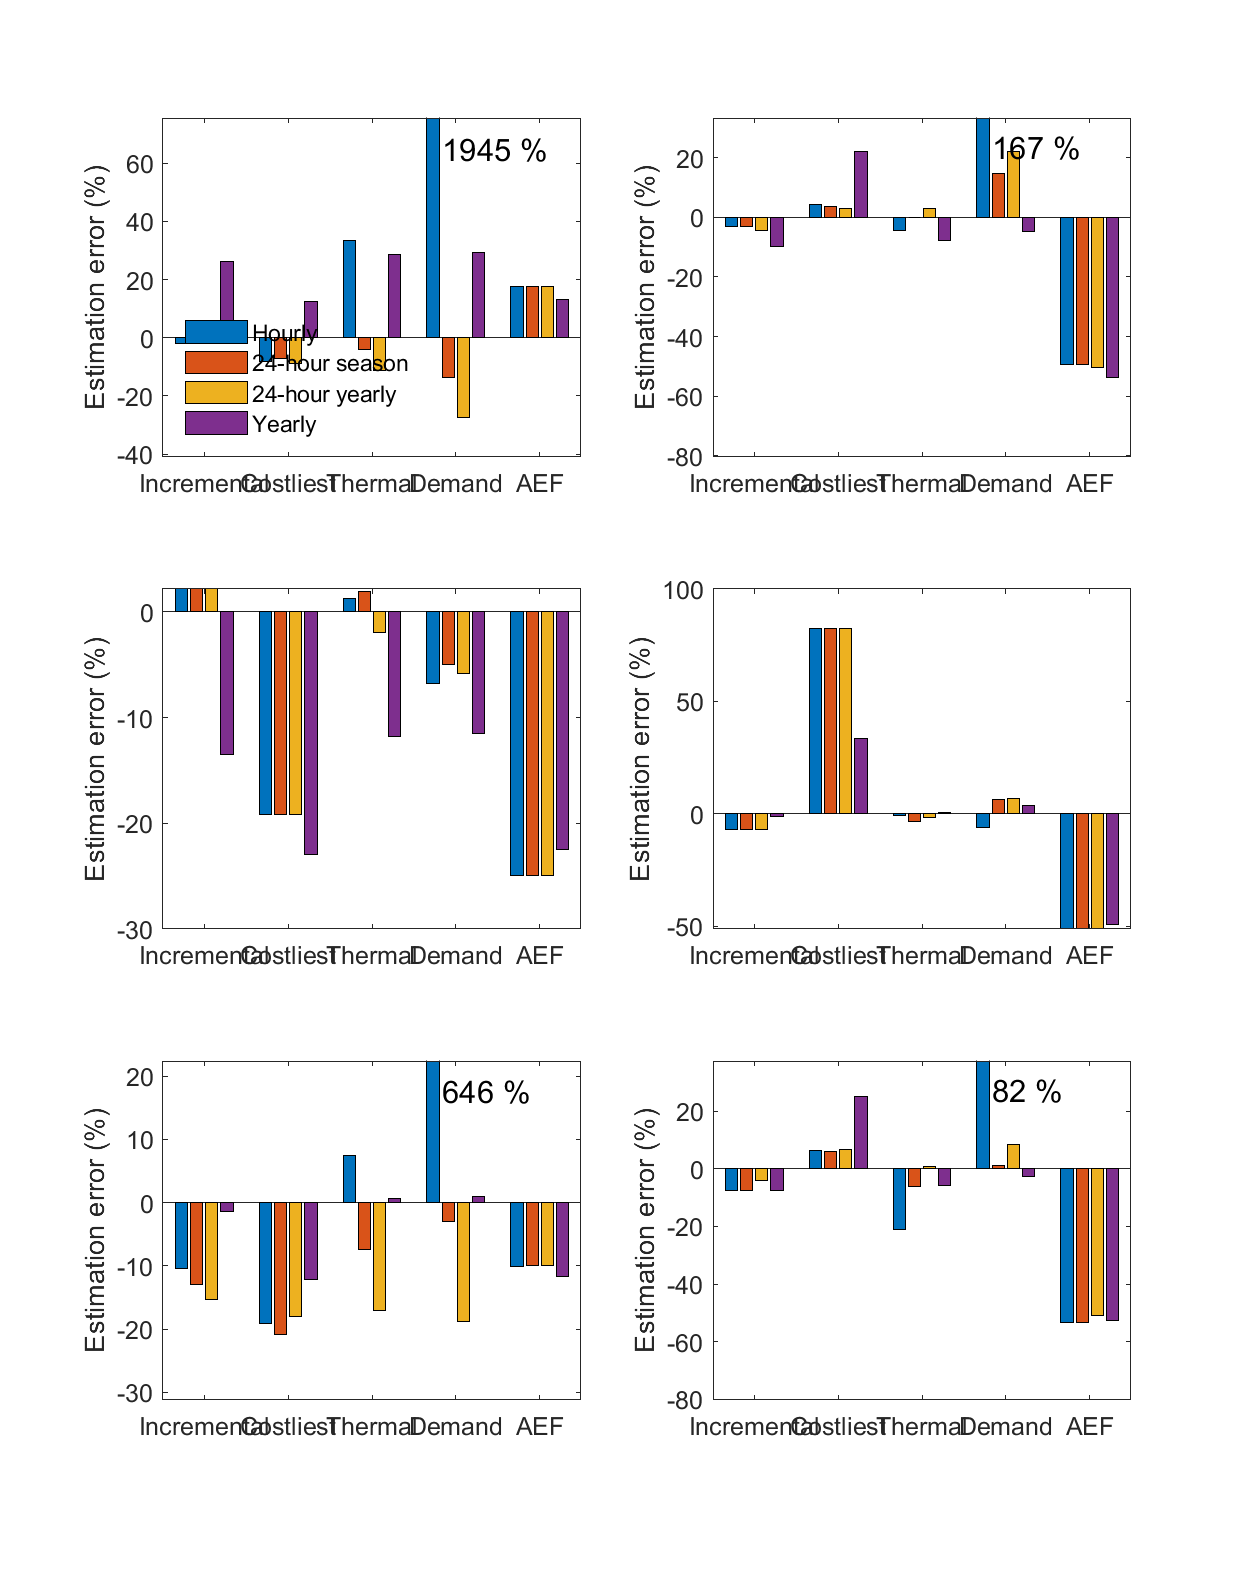 Estimation error (%)
60
40
20
0
-20
-40
1945 %
Hourly
24-hour season
24-hour yearly
Yearly
Incremental Costliest Thermal Demand AEF
Estimation error (%)
20
0
-20
-40
-60
-80
167 %
Incremental Costliest Thermal Demand AEF
Estimation error (%)
0
-10
-20
-30
Incremental Costliest Thermal Demand AEF
Estimation error (%)
100
50
0
-50
Incremental Costliest Thermal Demand AEF
Estimation error (%)
20
10
0
-10
-20
-30
646 %
Incremental Costliest Thermal Demand AEF
Estimation error (%)
20
0
-20
-40
-60
-80
82 %
Incremental Costliest Thermal Demand AEF